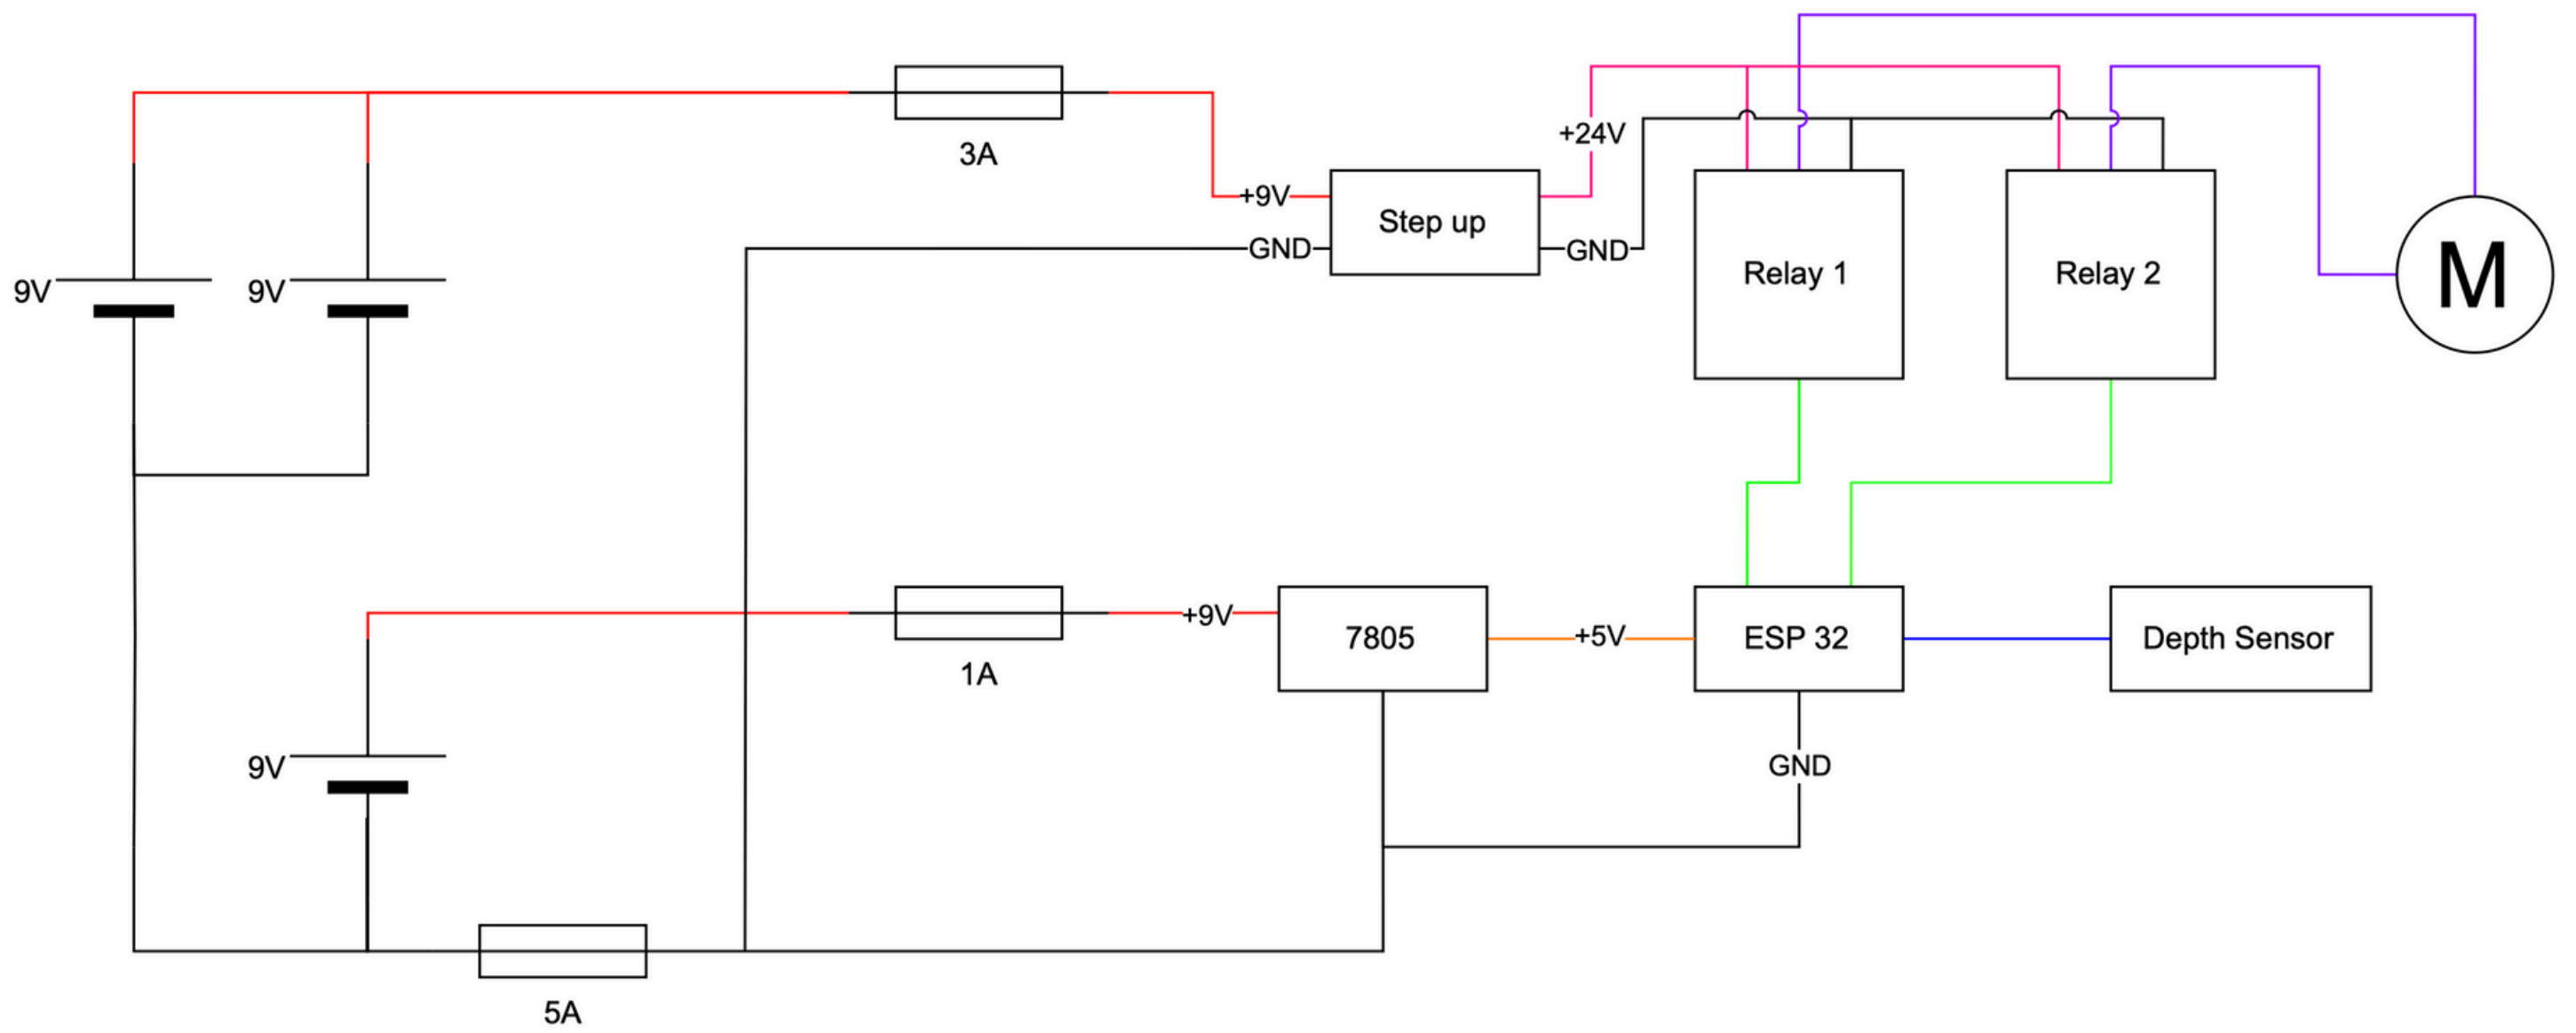 3A
+24V
+9V
Step up
GND
GND
Relay 1
Relay 2
M
9V
9V
1A
+9V
7805
+5V
ESP 32
Depth Sensor
9V
GND
5A